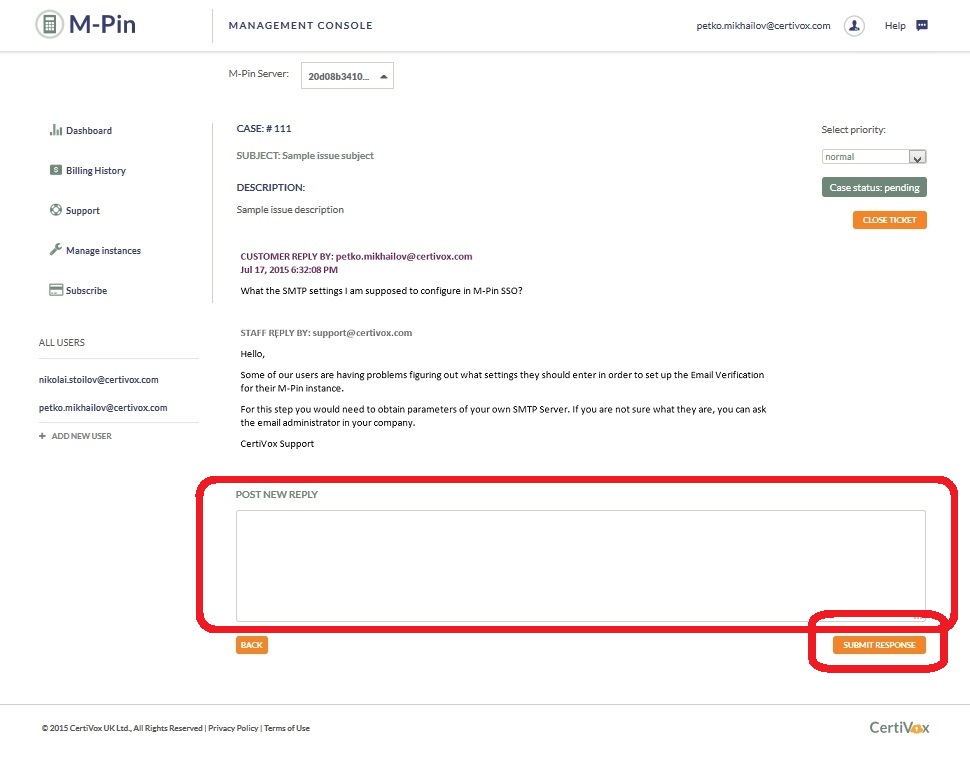 M-Pin
MANAGEMENT CONSOLE
petko.mikhailov@certivox.com
Help
M-Pin Server:
20d08b3410...
Dashboard
Billing History
Support
Manage instances
Subscribe
ALL USERS
nikolai.stoilov@certivox.com
petko.mikhailov@certivox.com
+ ADD NEW USER
CASE: # 111
SUBJECT: Sample issue subject
DESCRIPTION:
Sample issue description
Select priority:
normal
Case status: pending
CLOSE TICKET
CUSTOMER REPLY BY: petko.mikhailov@certivox.com
Jul 17, 2015 6:32:08 PM
What the SMTP settings I am supposed to configure in M-Pin SSO?
STAFF REPLY BY: support@certivox.com
Hello,
Some of our users are having problems figuring out what settings they should enter in order to set up the Email Verification
for their M-Pin instance.
For this step you would need to obtain parameters of your own SMTP Server. If you are not sure what they are, you can ask
the email administrator in your company.
CertiVox Support
POST NEW REPLY
BACK
SUBMIT RESPONSE
© 2015 CertiVox UK Ltd., All Rights Reserved | Privacy Policy | Terms of Use
CertiVox